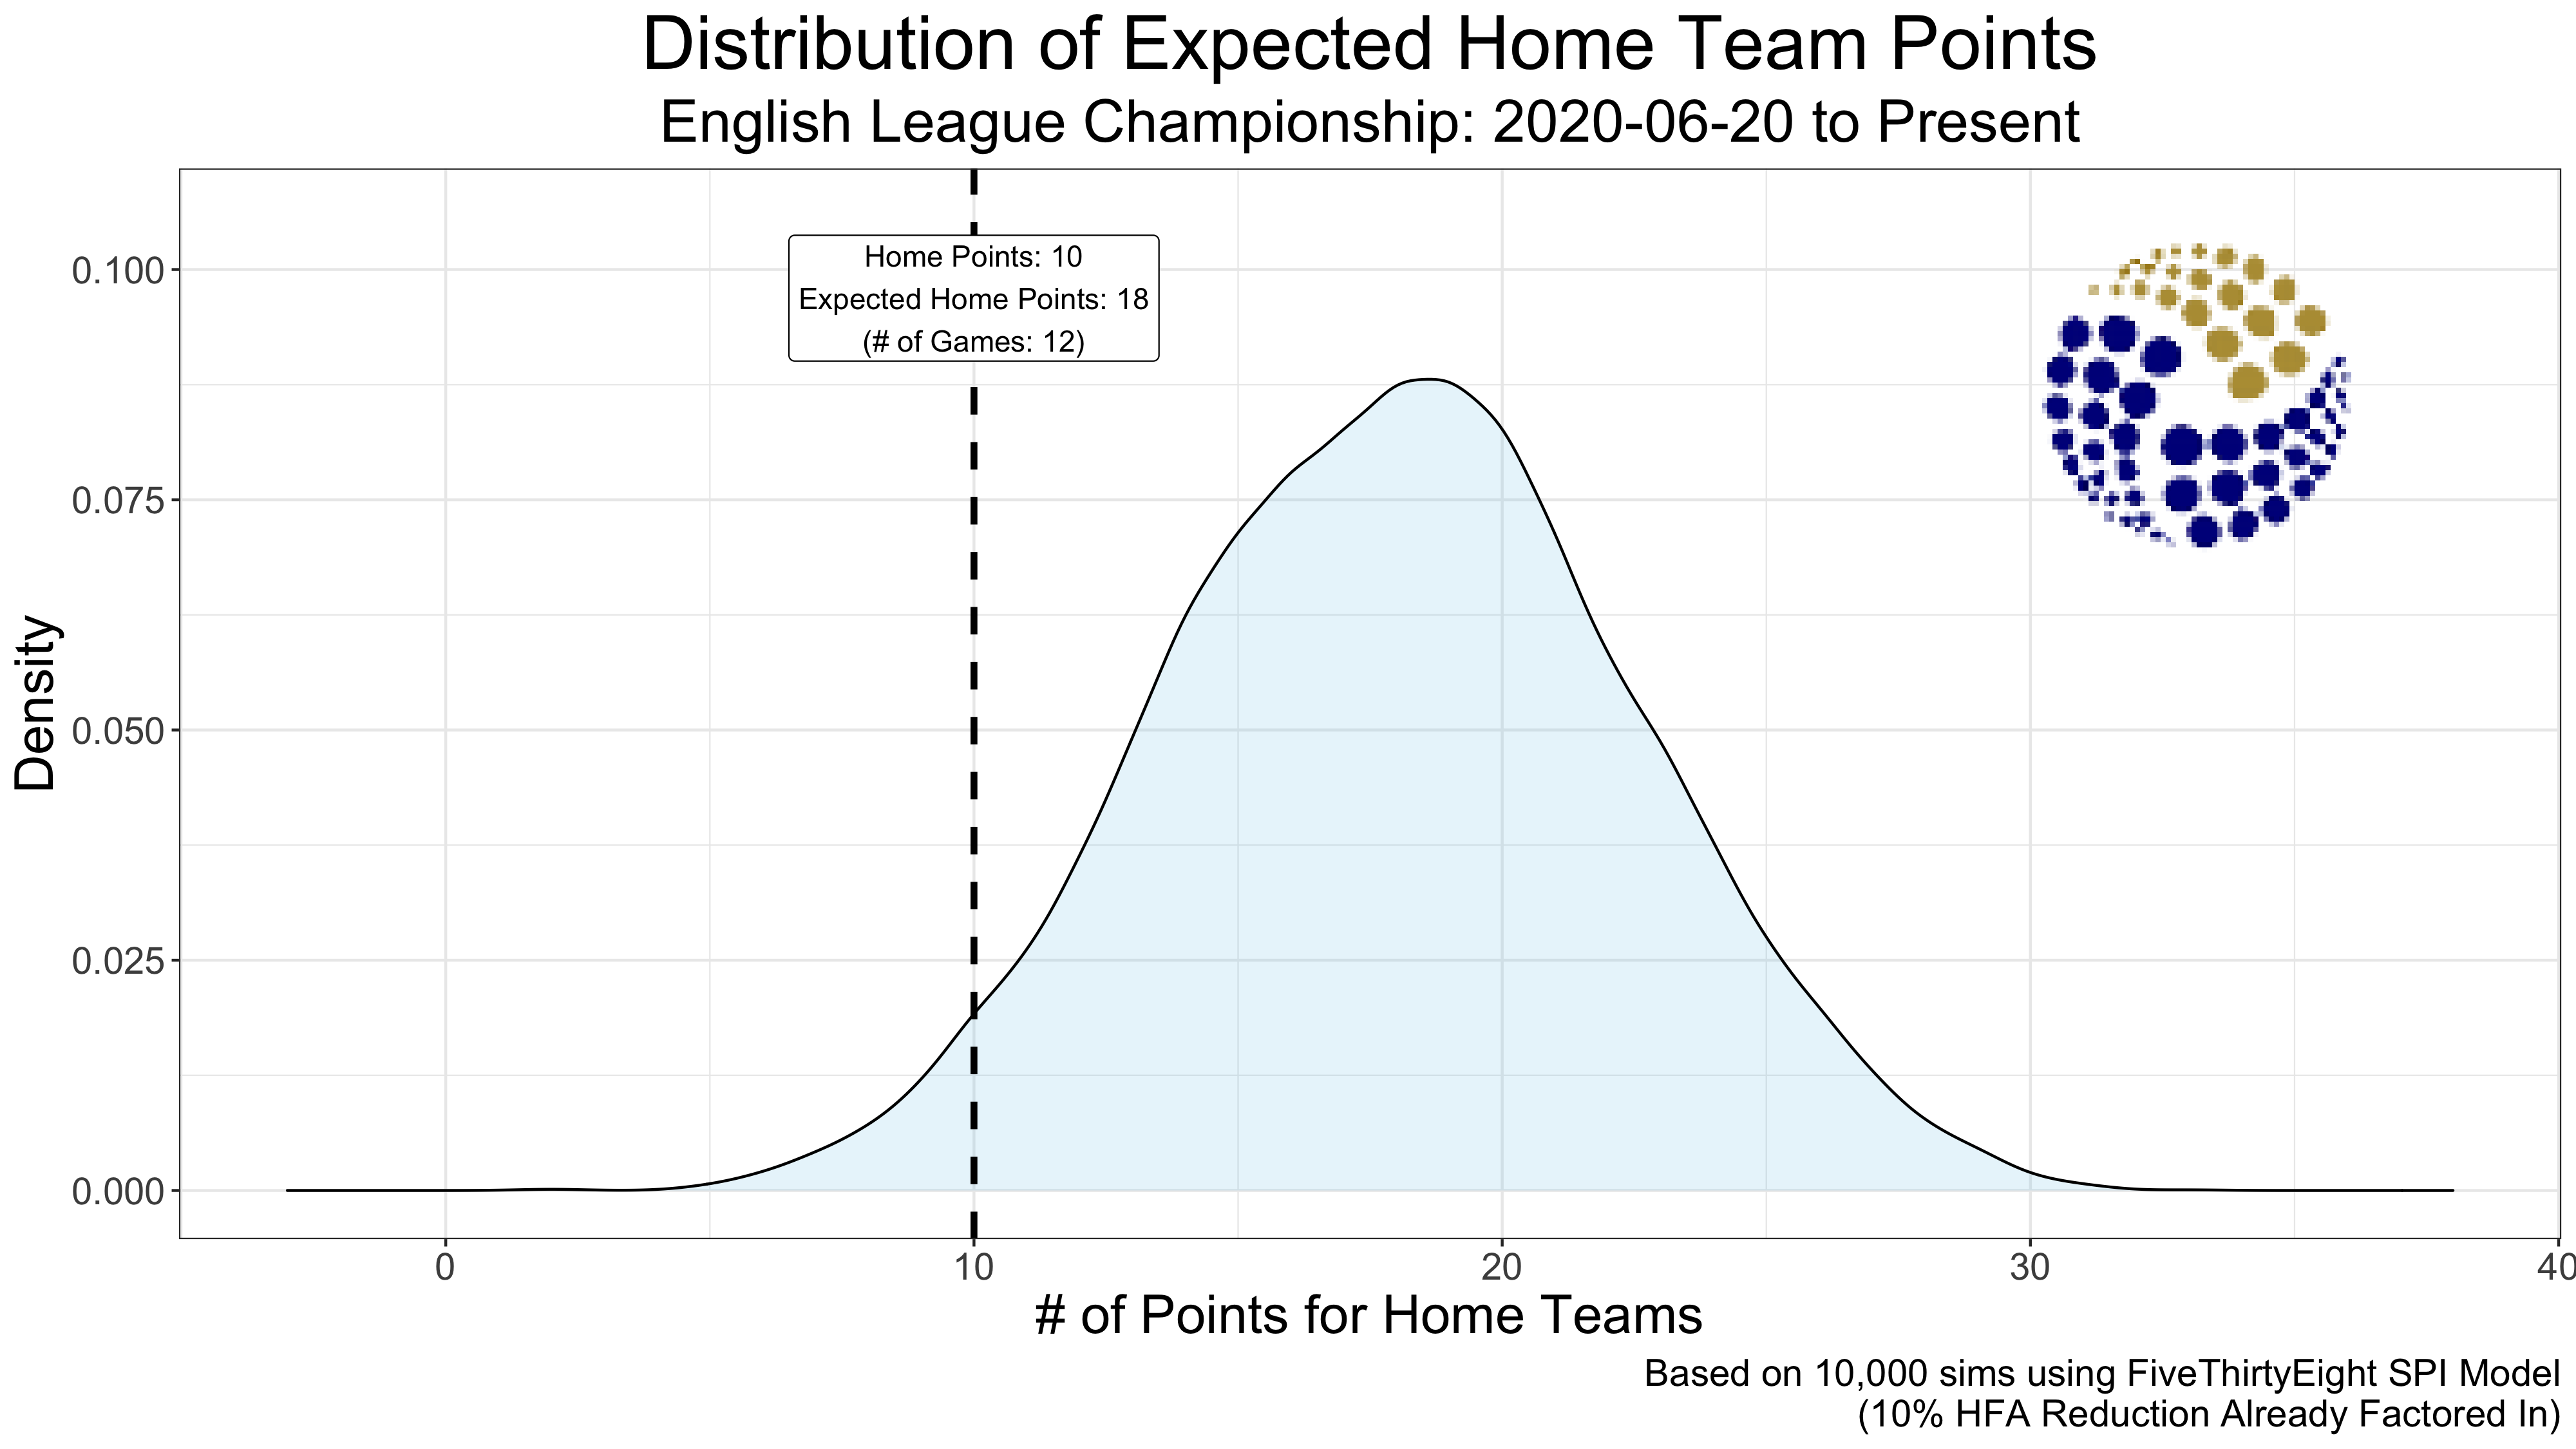 Distribution of Expected Home Team Points
English League Championship: 2020-06-20 to Present
Home Points: 10
Expected Home Points: 18
(# of Games: 12)
Density
0.100
0.075
0.050
0.025
0.000
0 10 20 30 40
# of Points for Home Teams
Based on 10,000 sims using FiveThirtyEight SPI Model
(10% HFA Reduction Already Factored In)